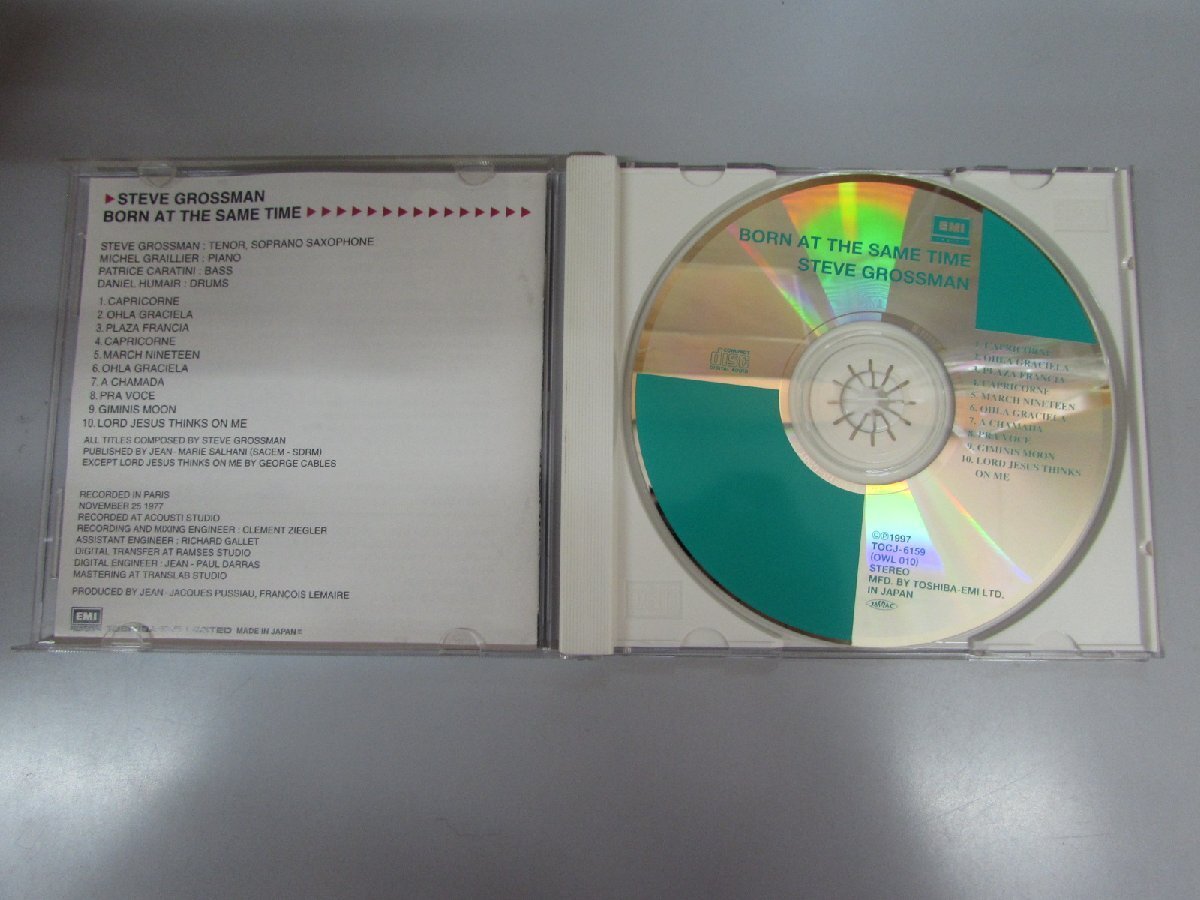 STEVE GROSSMAN
BORN AT THE SAME TIME
STEVE GROSSMAN : TENOR, SOPRANO SAXOPHONE
MICHEL GRAILLIER : PIANO
PATRICE CARATINI : BASS
DANIEL HUMAIR : DRUMS
1. CAPRICORNE
2. OHLA GRACIELA
3. PLAZA FRANCIA
4. CAPRICORNE
5. MARCH NINETEEN
6. OHLA GRACIELA
7. A CHAMADA
8. PRA VOCE
9. GIMINIS MOON
10. LORD JESUS THINKS ON ME
ALL TITLES COMPOSED BY STEVE GROSSMAN
PUBLISHED BY JEAN-MARIE SALHANI (SACEM - SDRM)
EXCEPT LORD JESUS THINKS ON ME BY GEORGE CABLES
RECORDED IN PARIS
NOVEMBER 25 1977
RECORDED AT ACOUSTI STUDIO
RECORDING AND MIXING ENGINEER : CLEMENT ZIEGLER
ASSISTANT ENGINEER : RICHARD GALLET
DIGITAL TRANSFER AT RAMSES STUDIO
DIGITAL ENGINEER : JEAN - PAUL DARRAS
MASTERING AT TRANSLAB STUDIO
PRODUCED BY JEAN-JACQUES PUSSIAU, FRANÇOIS LEMAIRE
EMI
MADE IN JAPAN
EMI
BORN AT THE SAME TIME
STEVE GROSSMAN
COMPACT
disc
DIGITAL AUDIO
1. CAPRICORNE
2. OHLA GRACIELA
3. PLAZA FRANCIA
4. CAPRICORNE
5. MARCH NINETEEN
6. OHLA GRACIELA
7. A CHAMADA
8. PRA VOCE
9. GIMINIS MOON
10. LORD JESUS THINKS
ON ME
©℗1997
TOCJ-6159
(OWL 010)
STEREO
MFD. BY TOSHIBA-EMI LTD.
IN JAPAN
JASRAC